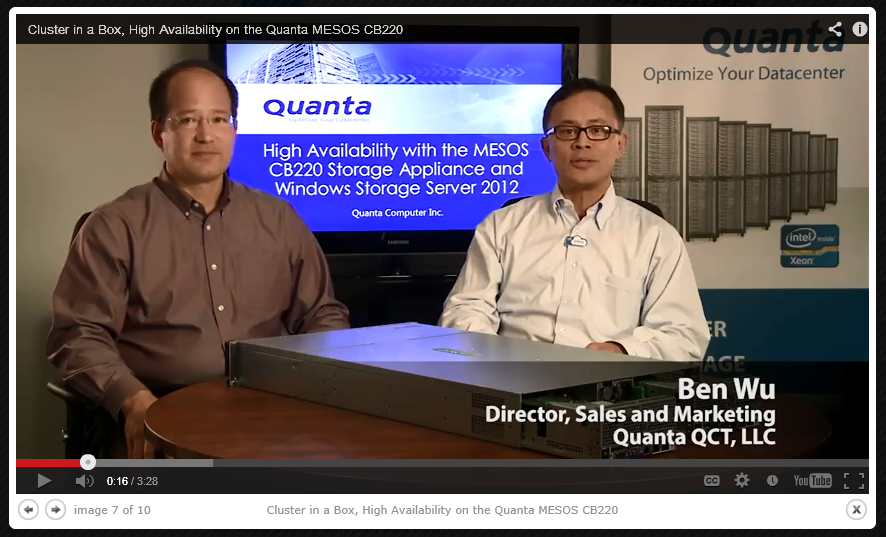 Cluster in a Box, High Availability on the Quanta MESOS CB220
Quanta
Optimize Your Datacenter
Quanta
High Availability with the MESOS
CB220 Storage Appliance and
Windows Storage Server 2012
Quanta Computer Inc.
SAMSUNG
intel inside
Xeon
ER
AGE
Ben Wu
Director, Sales and Marketing
Quanta QCT, LLC
0:16 / 3:28
CC
YouTube
image 7 of 10
Cluster in a Box, High Availability on the Quanta MESOS CB220